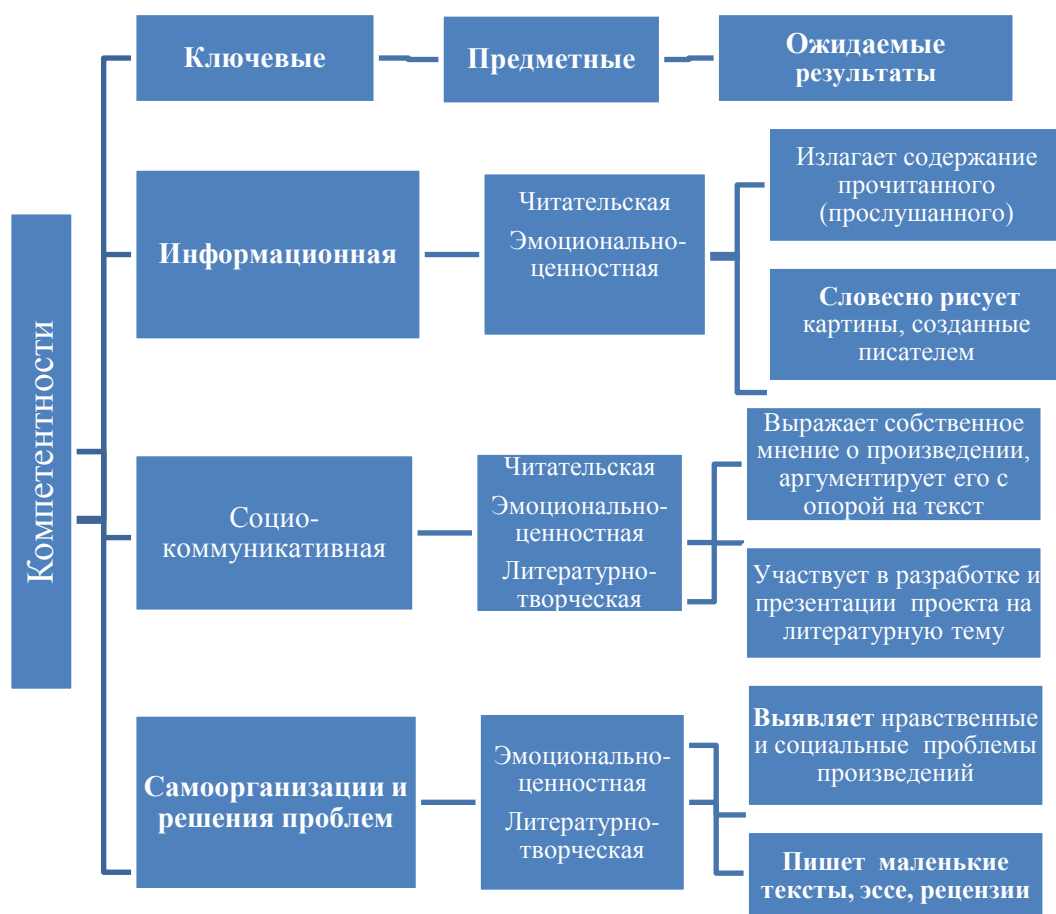 Компетентности
Ключевые
Предметные
Ожидаемые
результаты
Информационная
Читательская
Эмоционально-
ценностная
Излагает содержание
прочитанного
(прослушанного)
Словесно рисует
картины, созданные
писателем
Социо-
коммуникативная
Читательская
Эмоционально-
ценностная
Литературно-
творческая
Выражает собственное
мнение о произведении,
аргументирует его с
опорой на текст
Участвует в разработке и
презентации проекта на
литературную тему
Самоорганизации и
решения проблем
Эмоционально-
ценностная
Литературно-
творческая
Выявляет нравственные
и социальные проблемы
произведений
Пишет маленькие
тексты, эссе, рецензии